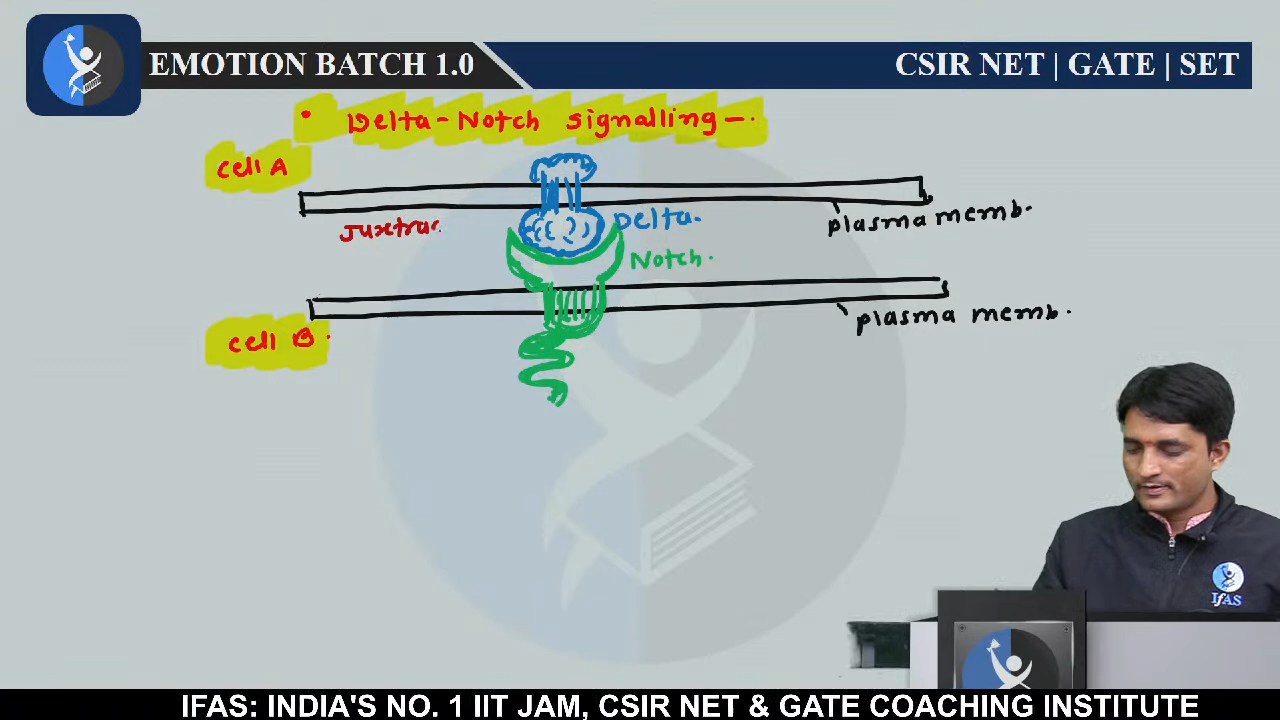 EMOTION BATCH 1.0
CSIR NET | GATE | SET
• Delta-Notch signalling -.
cell A
Juxtrac
Delta.
plasma memb.
Notch.
plasma memb.
cell B.
IfAS
IFAS: INDIA'S NO. 1 IIT JAM, CSIR NET & GATE COACHING INSTITUTE